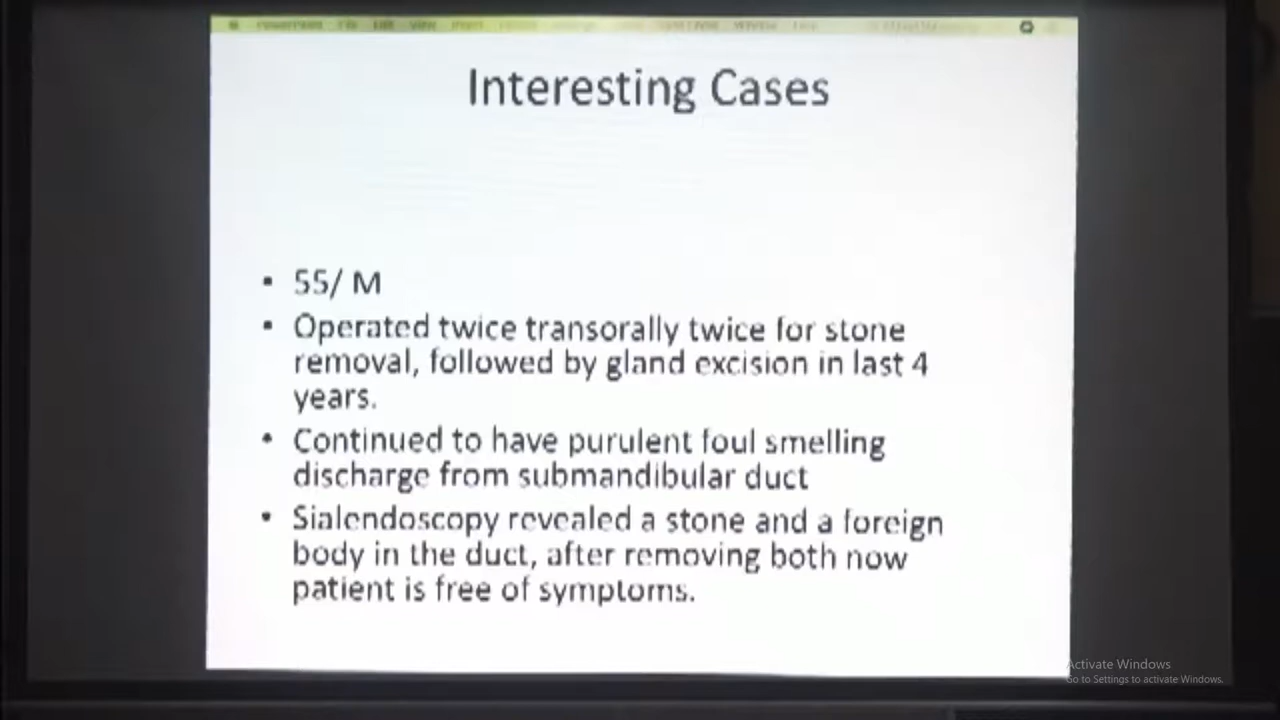 Interesting Cases
• 55/ M
• Operated twice transorally twice for stone
removal, followed by gland excision in last 4
years.
• Continued to have purulent foul smelling
discharge from submandibular duct
• Sialendoscopy revealed a stone and a foreign
body in the duct, after removing both now
patient is free of symptoms.
Activate Windows
Go to Settings to activate Windows.